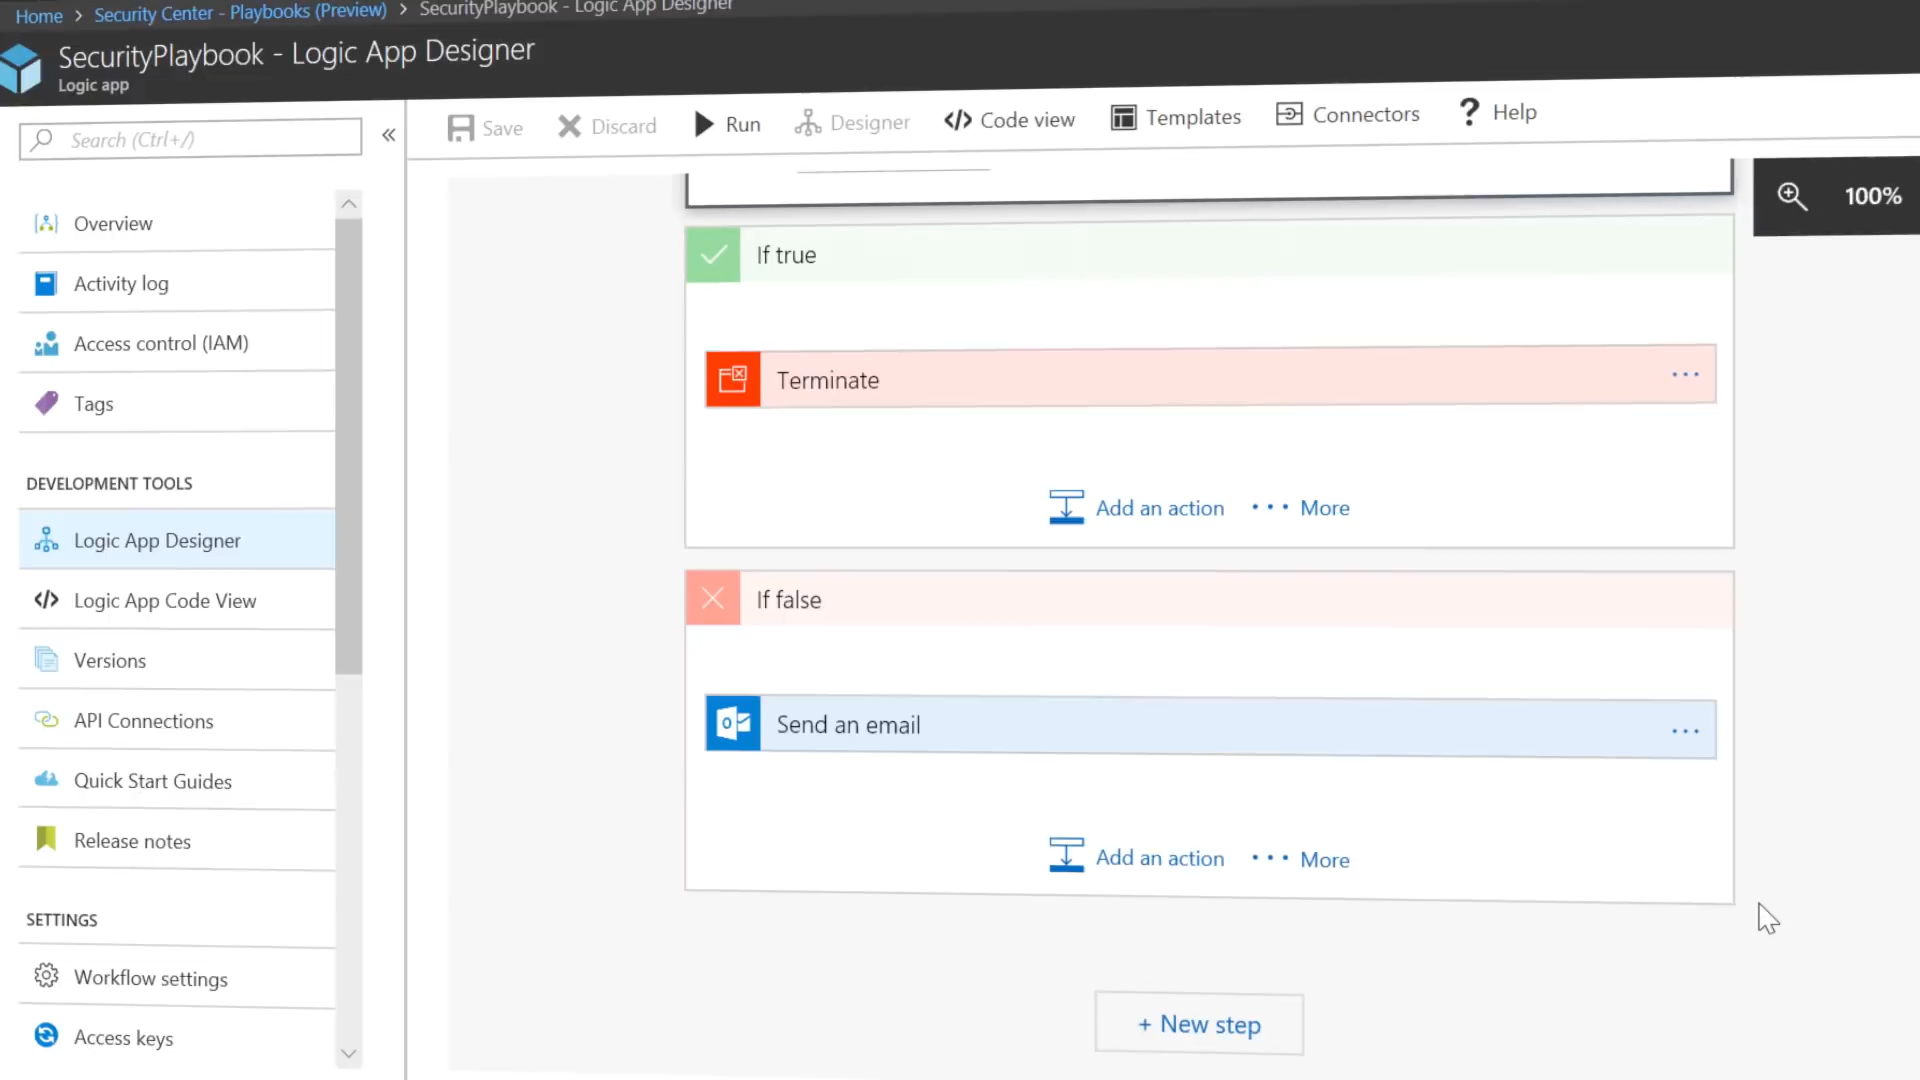 Home > Security Center - Playbooks (Preview) > SecurityPlaybook - Logic App Designer
SecurityPlaybook - Logic App Designer
Logic app
Search (Ctrl+/)
«
Save
Discard
Run
Designer
Code view
Templates
Connectors
? Help
100%
Overview
Activity log
Access control (IAM)
Tags
DEVELOPMENT TOOLS
Logic App Designer
Logic App Code View
Versions
API Connections
Quick Start Guides
Release notes
SETTINGS
Workflow settings
Access keys
If true
Terminate
...
Add an action ... More
If false
Send an email
...
Add an action ... More
+ New step